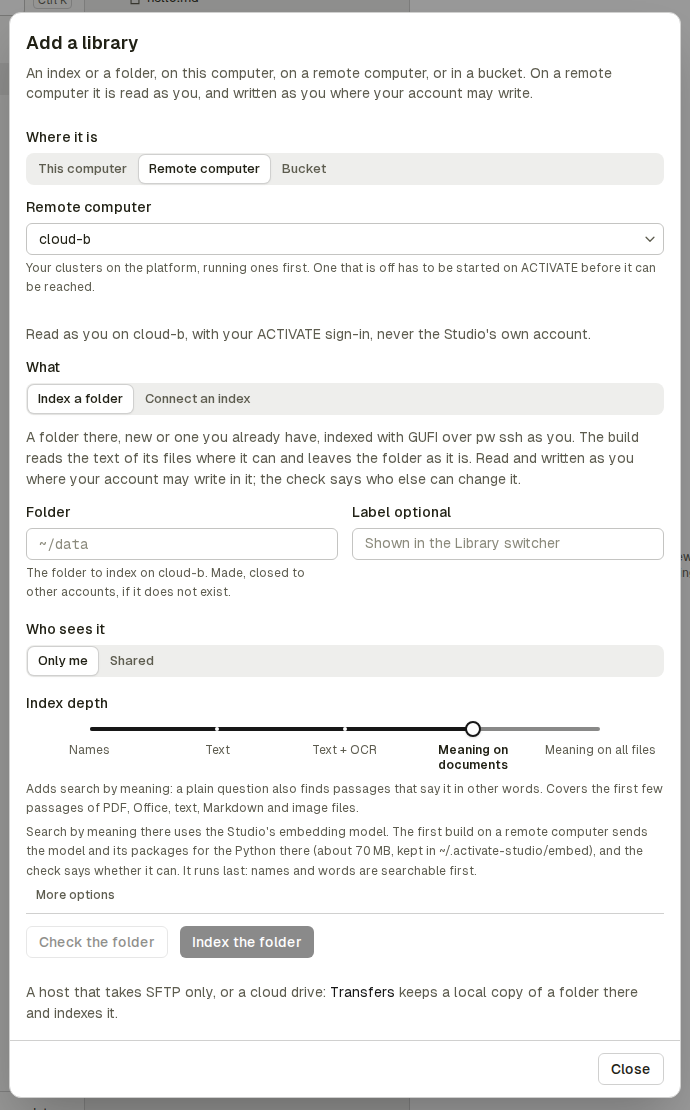 Ctrl K
hello.md
Add a library
An index or a folder, on this computer, on a remote computer, or in a bucket. On a remote
computer it is read as you, and written as you where your account may write.
Where it is
This computer
Remote computer
Bucket
Remote computer
cloud-b
Your clusters on the platform, running ones first. One that is off has to be started on ACTIVATE before it can
be reached.
Read as you on cloud-b, with your ACTIVATE sign-in, never the Studio's own account.
What
Index a folder
Connect an index
A folder there, new or one you already have, indexed with GUFI over pw ssh as you. The build
reads the text of its files where it can and leaves the folder as it is. Read and written as you
where your account may write in it; the check says who else can change it.
Folder
Label optional
~/data
Shown in the Library switcher
The folder to index on cloud-b. Made, closed to
other accounts, if it does not exist.
Who sees it
Only me
Shared
Index depth
Names
Text
Text + OCR
Meaning on
documents
Meaning on all files
Adds search by meaning: a plain question also finds passages that say it in other words. Covers the first few
passages of PDF, Office, text, Markdown and image files.
Search by meaning there uses the Studio's embedding model. The first build on a remote computer sends
the model and its packages for the Python there (about 70 MB, kept in ~/.activate-studio/embed), and the
check says whether it can. It runs last: names and words are searchable first.
More options
Check the folder
Index the folder
A host that takes SFTP only, or a cloud drive: Transfers keeps a local copy of a folder there
and indexes it.
Close